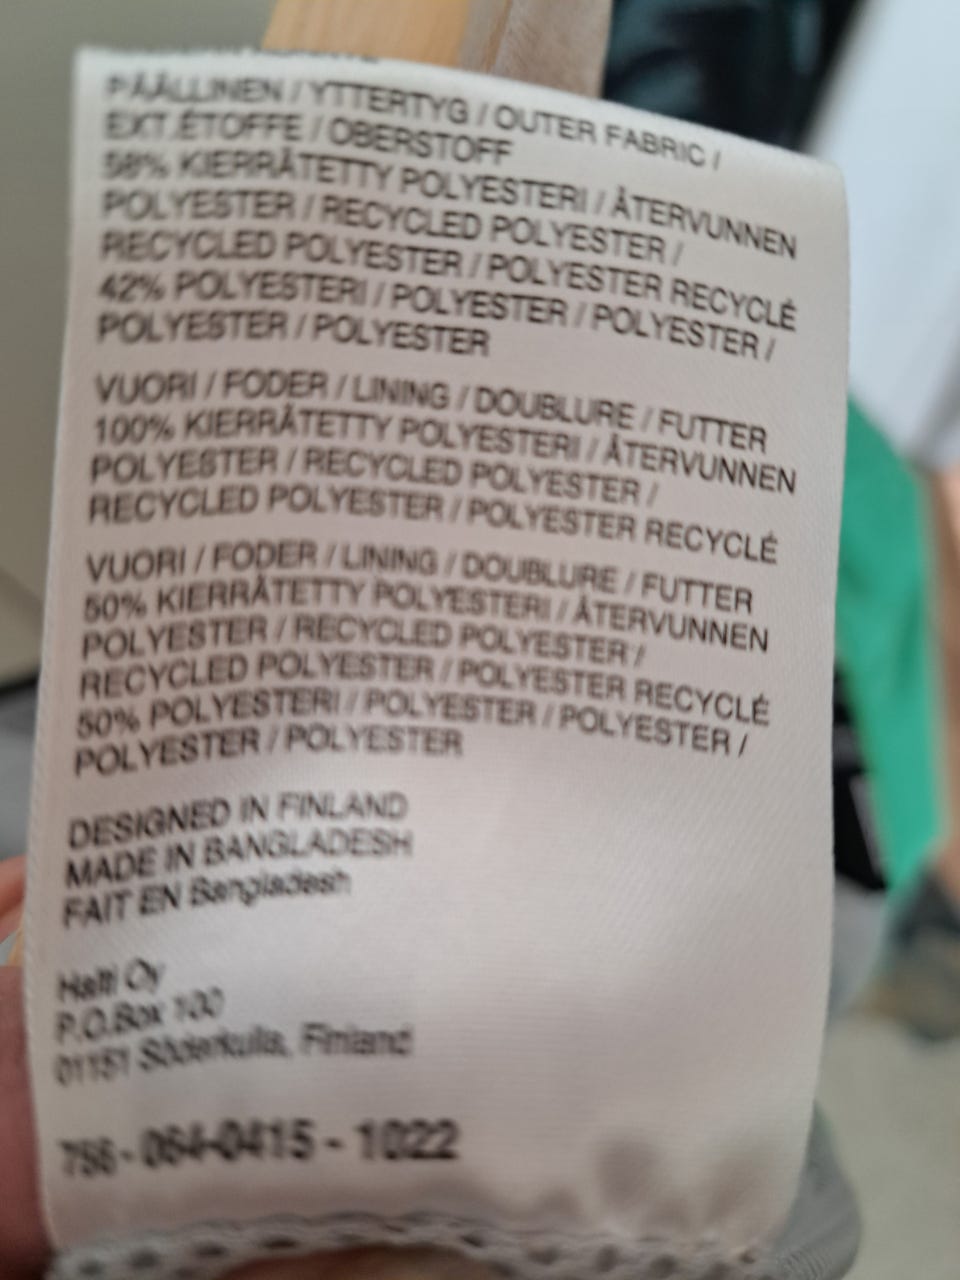 PÄÄLLINEN / YTTERTYG / OUTER FABRIC /
EXT.ÉTOFFE / OBERSTOFF
58% KIERRÄTETTY POLYESTERI / ÅTERVUNNEN
POLYESTER / RECYCLED POLYESTER /
RECYCLED POLYESTER / POLYESTER RECYCLÉ
42% POLYESTERI / POLYESTER / POLYESTER /
POLYESTER / POLYESTER
VUORI / FODER / LINING / DOUBLURE / FUTTER
100% KIERRÄTETTY POLYESTERI / ÅTERVUNNEN
POLYESTER / RECYCLED POLYESTER /
RECYCLED POLYESTER / POLYESTER RECYCLÉ
VUORI / FODER / LINING / DOUBLURE / FUTTER
50% KIERRÄTETTY POLYESTERI / ÅTERVUNNEN
POLYESTER / RECYCLED POLYESTER /
RECYCLED POLYESTER / POLYESTER RECYCLÉ
50% POLYESTERI / POLYESTER / POLYESTER /
POLYESTER / POLYESTER
DESIGNED IN FINLAND
MADE IN BANGLADESH
FAIT EN Bangladesh
Halti Oy
P.O.Box 100
01151 Söderkulla, Finland
064-0415 - 1022